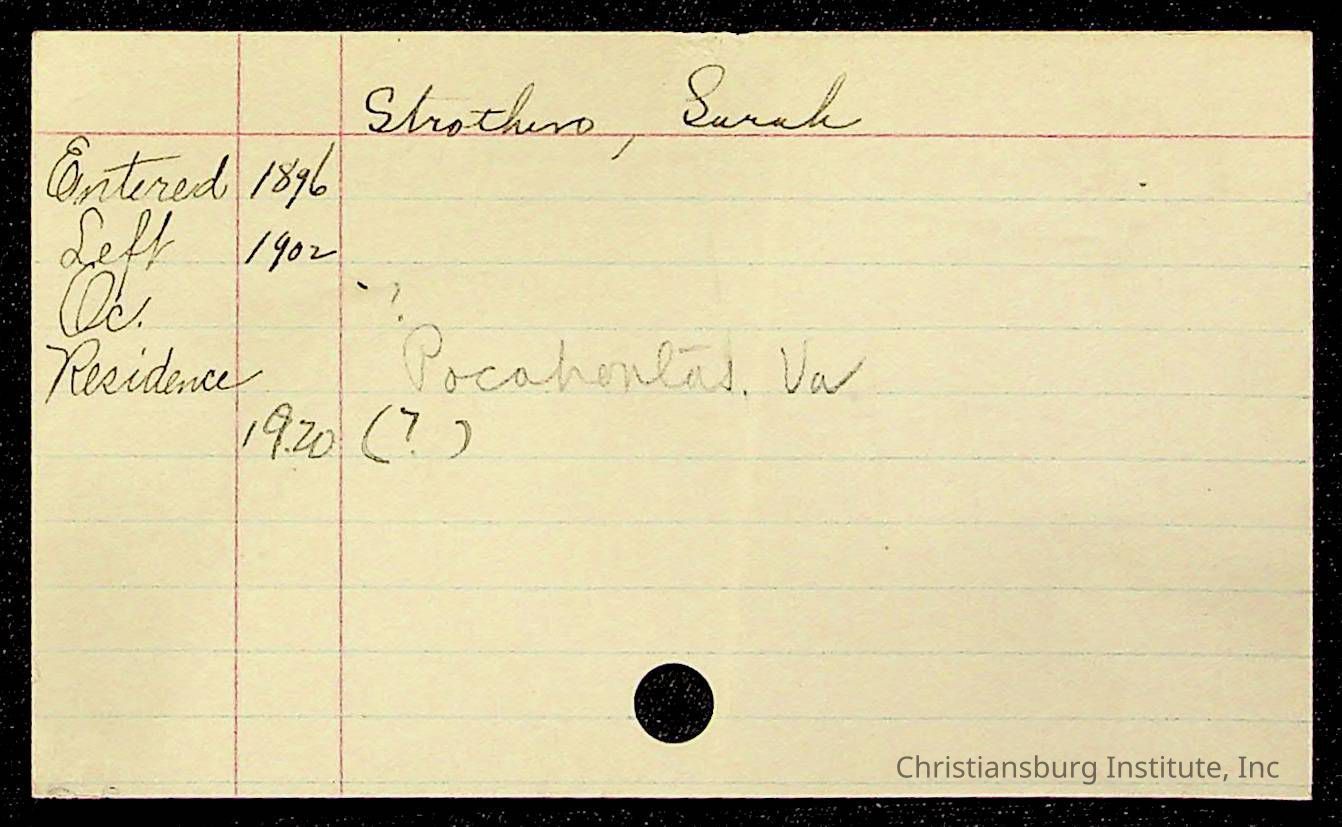 Strothers, Sarah
Entered 1896
Left 1902
Oc. ?
Residence Pocahontas, Va
1920 (?)
Christiansburg Institute, Inc